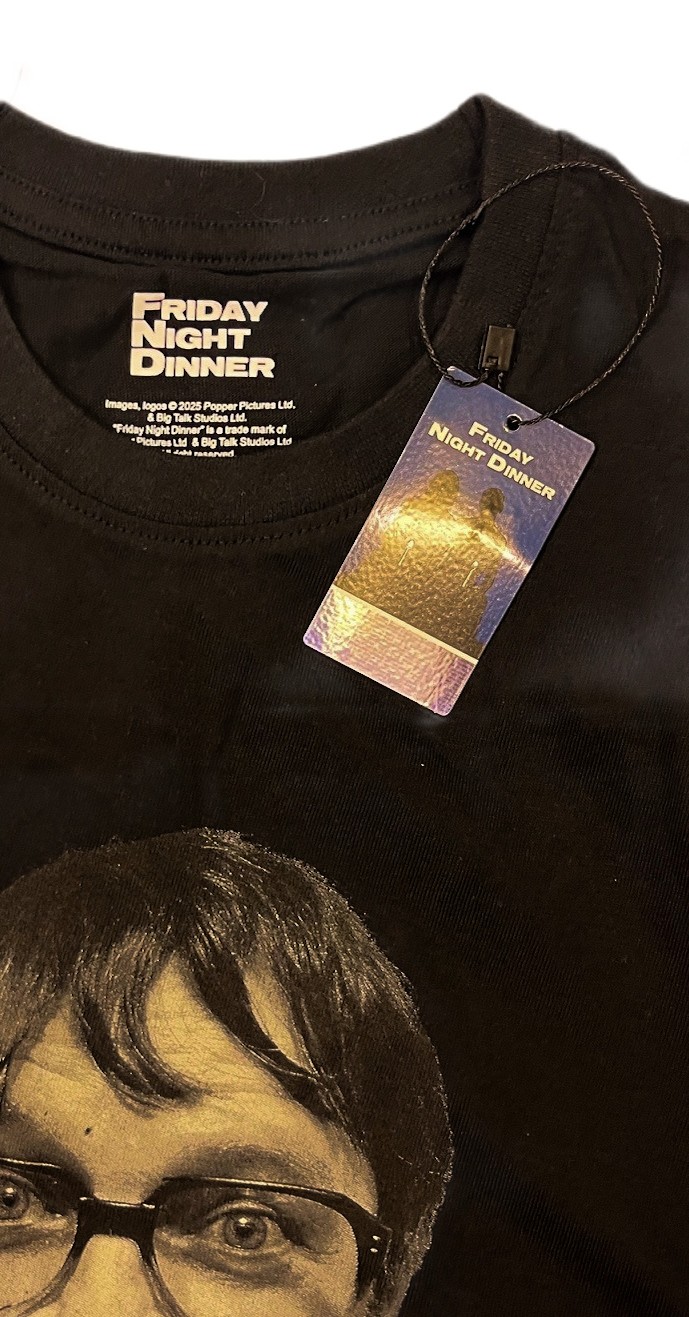 FRIDAY
NIGHT
DINNER
Images, logos © 2025 Popper Pictures Ltd.
& Big Talk Studios Ltd.
"Friday Night Dinner" is a trade mark of
Pictures Ltd & Big Talk Studios Ltd
reserved.
FRIDAY
NIGHT DINNER